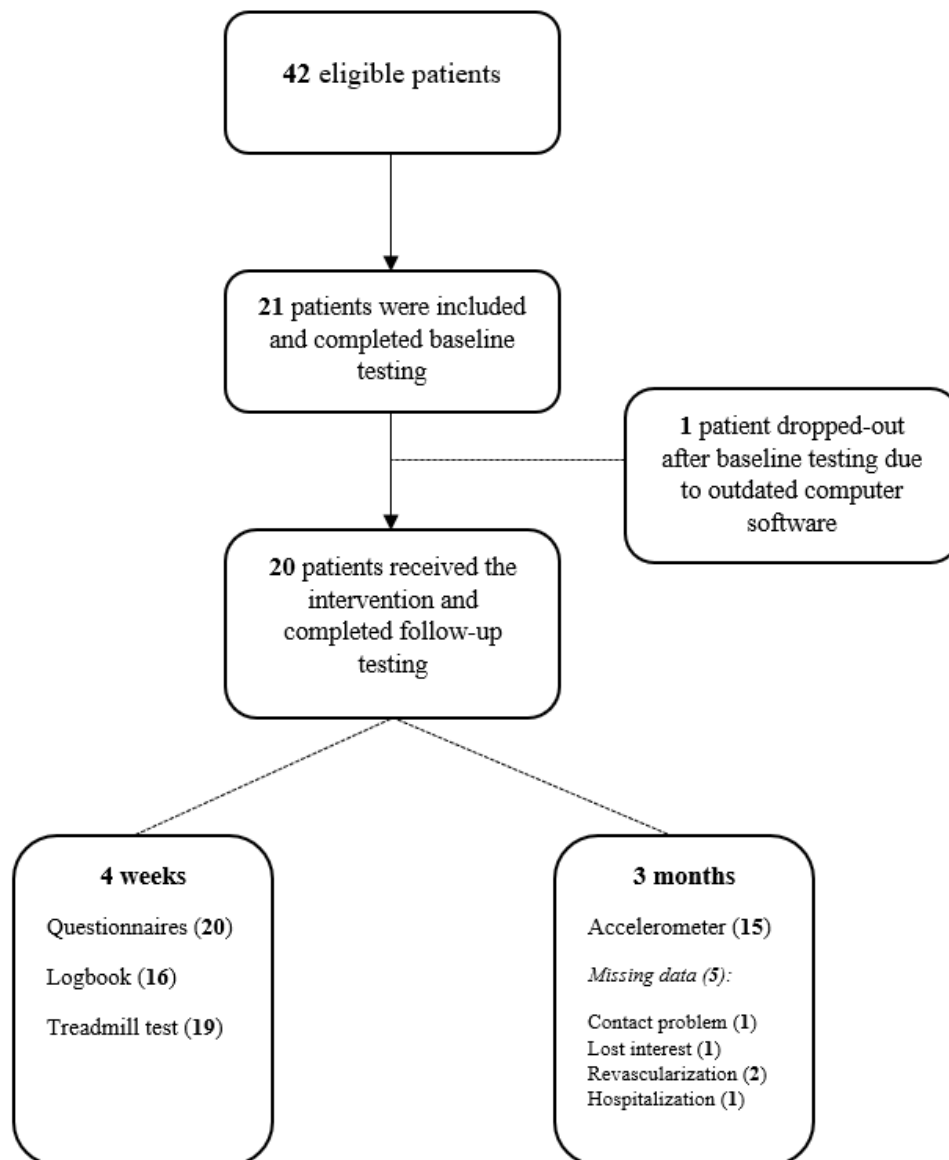 42 eligible patients
21 patients were included
and completed baseline
testing
1 patient dropped-out
after baseline testing due
to outdated computer
software
20 patients received the
intervention and
completed follow-up
testing
4 weeks
Questionnaires (20)
Logbook (16)
Treadmill test (19)
3 months
Accelerometer (15)
Missing data (5):
Contact problem (1)
Lost interest (1)
Revascularization (2)
Hospitalization (1)